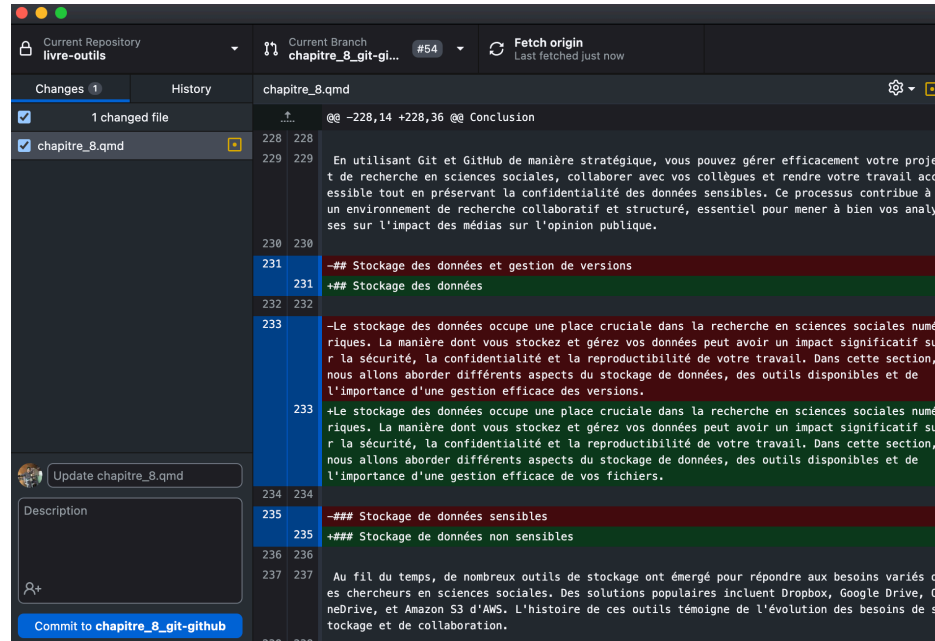 Current Repository
livre-outils
Current Branch
chapitre_8_git-gi... #54
Fetch origin
Last fetched just now
Changes 1
History
chapitre_8.qmd
1 changed file
chapitre_8.qmd
@@ -228,14 +228,36 @@ Conclusion
228 228
229 229 En utilisant Git et GitHub de manière stratégique, vous pouvez gérer efficacement votre proje
t de recherche en sciences sociales, collaborer avec vos collègues et rendre votre travail acc
essible tout en préservant la confidentialité des données sensibles. Ce processus contribue à
un environnement de recherche collaboratif et structuré, essentiel pour mener à bien vos analy
ses sur l'impact des médias sur l'opinion publique.
230 230
231 -## Stockage des données et gestion de versions
231 +## Stockage des données
232 232
233 -Le stockage des données occupe une place cruciale dans la recherche en sciences sociales numé
riques. La manière dont vous stockez et gérez vos données peut avoir un impact significatif su
r la sécurité, la confidentialité et la reproductibilité de votre travail. Dans cette section,
nous allons aborder différents aspects du stockage de données, des outils disponibles et de
l'importance d'une gestion efficace des versions.
233 +Le stockage des données occupe une place cruciale dans la recherche en sciences sociales numé
riques. La manière dont vous stockez et gérez vos données peut avoir un impact significatif su
r la sécurité, la confidentialité et la reproductibilité de votre travail. Dans cette section,
nous allons aborder différents aspects du stockage de données, des outils disponibles et de
l'importance d'une gestion efficace de vos fichiers.
234 234
235 -### Stockage de données sensibles
235 +### Stockage de données non sensibles
236 236
237 237 Au fil du temps, de nombreux outils de stockage ont émergé pour répondre aux besoins variés
es chercheurs en sciences sociales. Des solutions populaires incluent Dropbox, Google Drive,
neDrive, et Amazon S3 d'AWS. L'histoire de ces outils témoigne de l'évolution des besoins de s
tockage et de collaboration.
Update chapitre_8.qmd
Description
Commit to chapitre_8_git-github